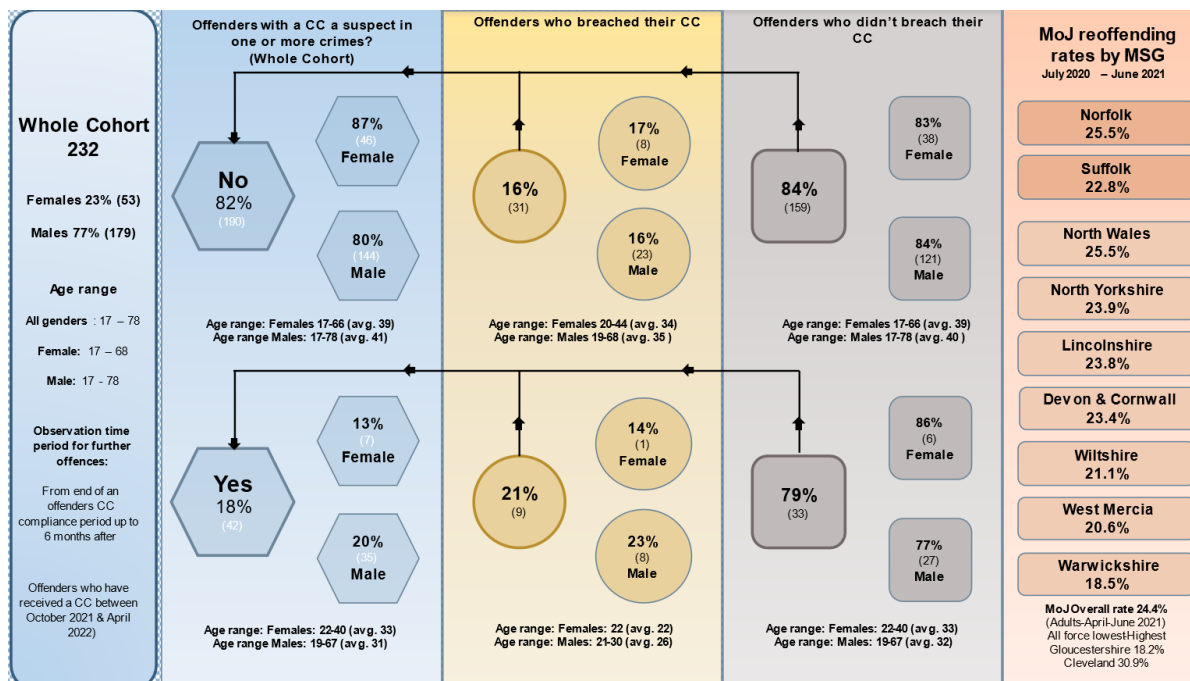 Whole Cohort
232
Females 23% (53)
Males 77% (179)
Age range
All genders : 17 – 78
Female: 17 – 68
Male: 17 - 78
Observation time
period for further
offences:
From end of an
offenders CC
compliance period up to
6 months after
Offenders who have
received a CC between
October 2021 & April
2022)
Offenders with a CC a suspect in
one or more crimes?
(Whole Cohort)
No
82%
(190)
87%
(46)
Female
80%
(144)
Male
Age range: Females 17-66 (avg. 39)
Age range Males: 17-78 (avg. 41)
Yes
18%
(42)
13%
(7)
Female
20%
(35)
Male
Age range: Females: 22-40 (avg. 33)
Age range Males: 19-67 (avg. 31)
Offenders who breached their CC
16%
(31)
17%
(8)
Female
16%
(23)
Male
Age range: Females 20-44 (avg. 34)
Age range Males 19-68 (avg. 35 )
21%
(9)
14%
(1)
Female
23%
(8)
Male
Age range: Females: 22 (avg. 22)
Age range: Males: 21-30 (avg. 26)
Offenders who didn’t breach their
CC
84%
(159)
83%
(38)
Female
84%
(121)
Male
Age range: Females 17-66 (avg. 39)
Age range: Males 17-78 (avg. 40 )
79%
(33)
86%
(6)
Female
77%
(27)
Male
Age range: Females: 22-40 (avg. 33)
Age range: Males: 19-67 (avg. 32)
MoJ reoffending
rates by MSG
July 2020 – June 2021
Norfolk
25.5%
Suffolk
22.8%
North Wales
25.5%
North Yorkshire
23.9%
Lincolnshire
23.8%
Devon & Cornwall
23.4%
Wiltshire
21.1%
West Mercia
20.6%
Warwickshire
18.5%
MoJ Overall rate 24.4%
(Adults-April-June 2021)
All force lowest Highest
Gloucestershire 18.2%
Cleveland 30.9%